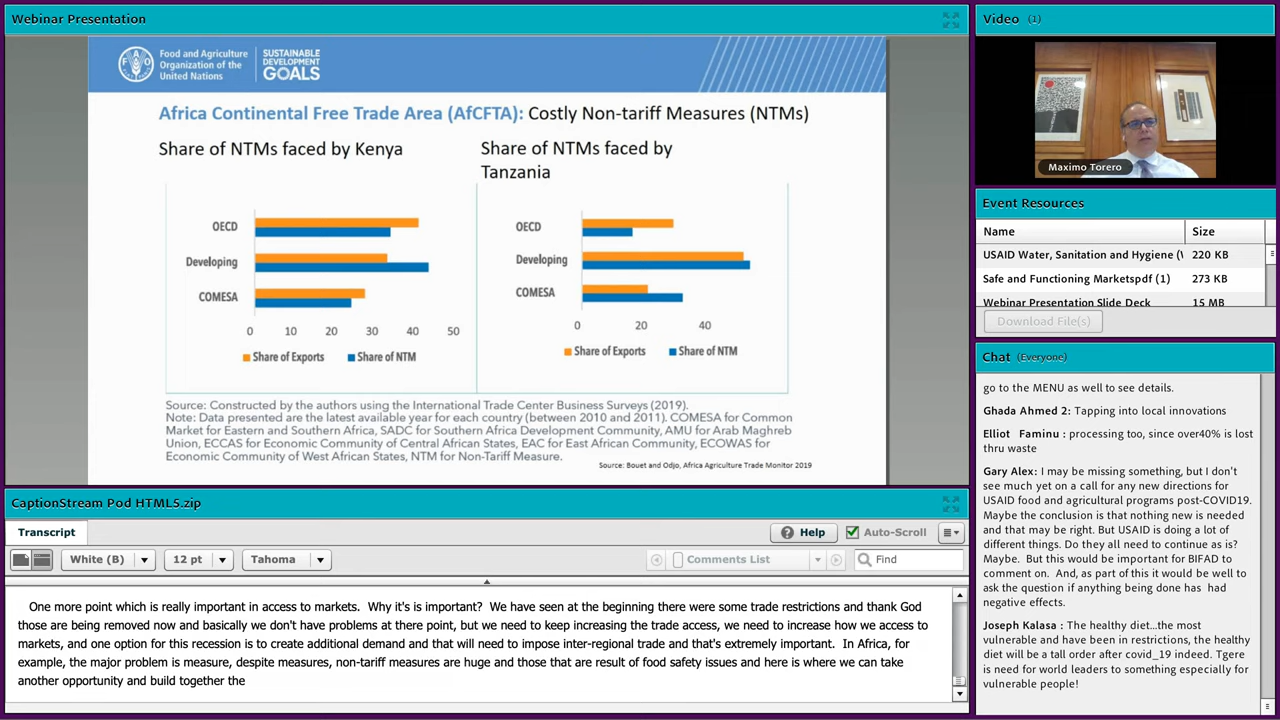 Webinar Presentation
FAO
Food and Agriculture
Organization of the
United Nations
SUSTAINABLE
DEVELOPMENT
GOALS
Africa Continental Free Trade Area (AfCFTA): Costly Non-tariff Measures (NTMs)
Share of NTMs faced by Kenya
OECD
Developing
COMESA
0 10 20 30 40 50
Share of Exports Share of NTM
Share of NTMs faced by
Tanzania
OECD
Developing
COMESA
0 20 40
Share of Exports Share of NTM
Source: Constructed by the authors using the International Trade Center Business Surveys (2019).
Note: Data presented are the latest available year for each country (between 2010 and 2011). COMESA for Common
Market for Eastern and Southern Africa, SADC for Southern Africa Development Community, AMU for Arab Maghreb
Union, ECCAS for Economic Community of Central African States, EAC for East African Community, ECOWAS for
Economic Community of West African States, NTM for Non-Tariff Measure.
Source: Bouet and Odjo, Africa Agriculture Trade Monitor 2019
CaptionStream Pod HTML5.zip
Transcript
Help
Auto-Scroll
White (B)
12 pt
Tahoma
Comments List
Find
One more point which is really important in access to markets. Why it's is important? We have seen at the beginning there were some trade restrictions and thank God
those are being removed now and basically we don't have problems at there point, but we need to keep increasing the trade access, we need to increase how we access to
markets, and one option for this recession is to create additional demand and that will need to impose inter-regional trade and that's extremely important. In Africa, for
example, the major problem is measure, despite measures, non-tariff measures are huge and those that are result of food safety issues and here is where we can take
another opportunity and build together the
Video (1)
Maximo Torero
Event Resources
Name Size
USAID Water, Sanitation and Hygiene (V 220 KB
Safe and Functioning Marketspdf (1) 273 KB
Webinar Presentation Slide Deck 15 MB
Download File(s)
Chat (Everyone)
go to the MENU as well to see details.
Ghada Ahmed 2: Tapping into local innovations
Elliot Faminu : processing too, since over40% is lost
thru waste
Gary Alex: I may be missing something, but I don't
see much yet on a call for any new directions for
USAID food and agricultural programs post-COVID19.
Maybe the conclusion is that nothing new is needed
and that may be right. But USAID is doing a lot of
different things. Do they all need to continue as is?
Maybe. But this would be important for BIFAD to
comment on. And, as part of this it would be well to
ask the question if anything being done has had
negative effects.
Joseph Kalasa : The healthy diet...the most
vulnerable and have been in restrictions, the healthy
diet will be a tall order after covid_19 indeed. Tgere
is need for world leaders to something especially for
vulnerable people!